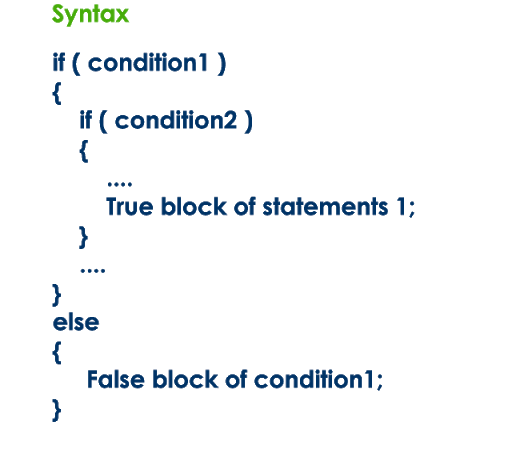 Syntax
if ( condition1 )
{
if ( condition2 )
{
....
True block of statements 1;
}
....
}
else
{
False block of condition1;
}